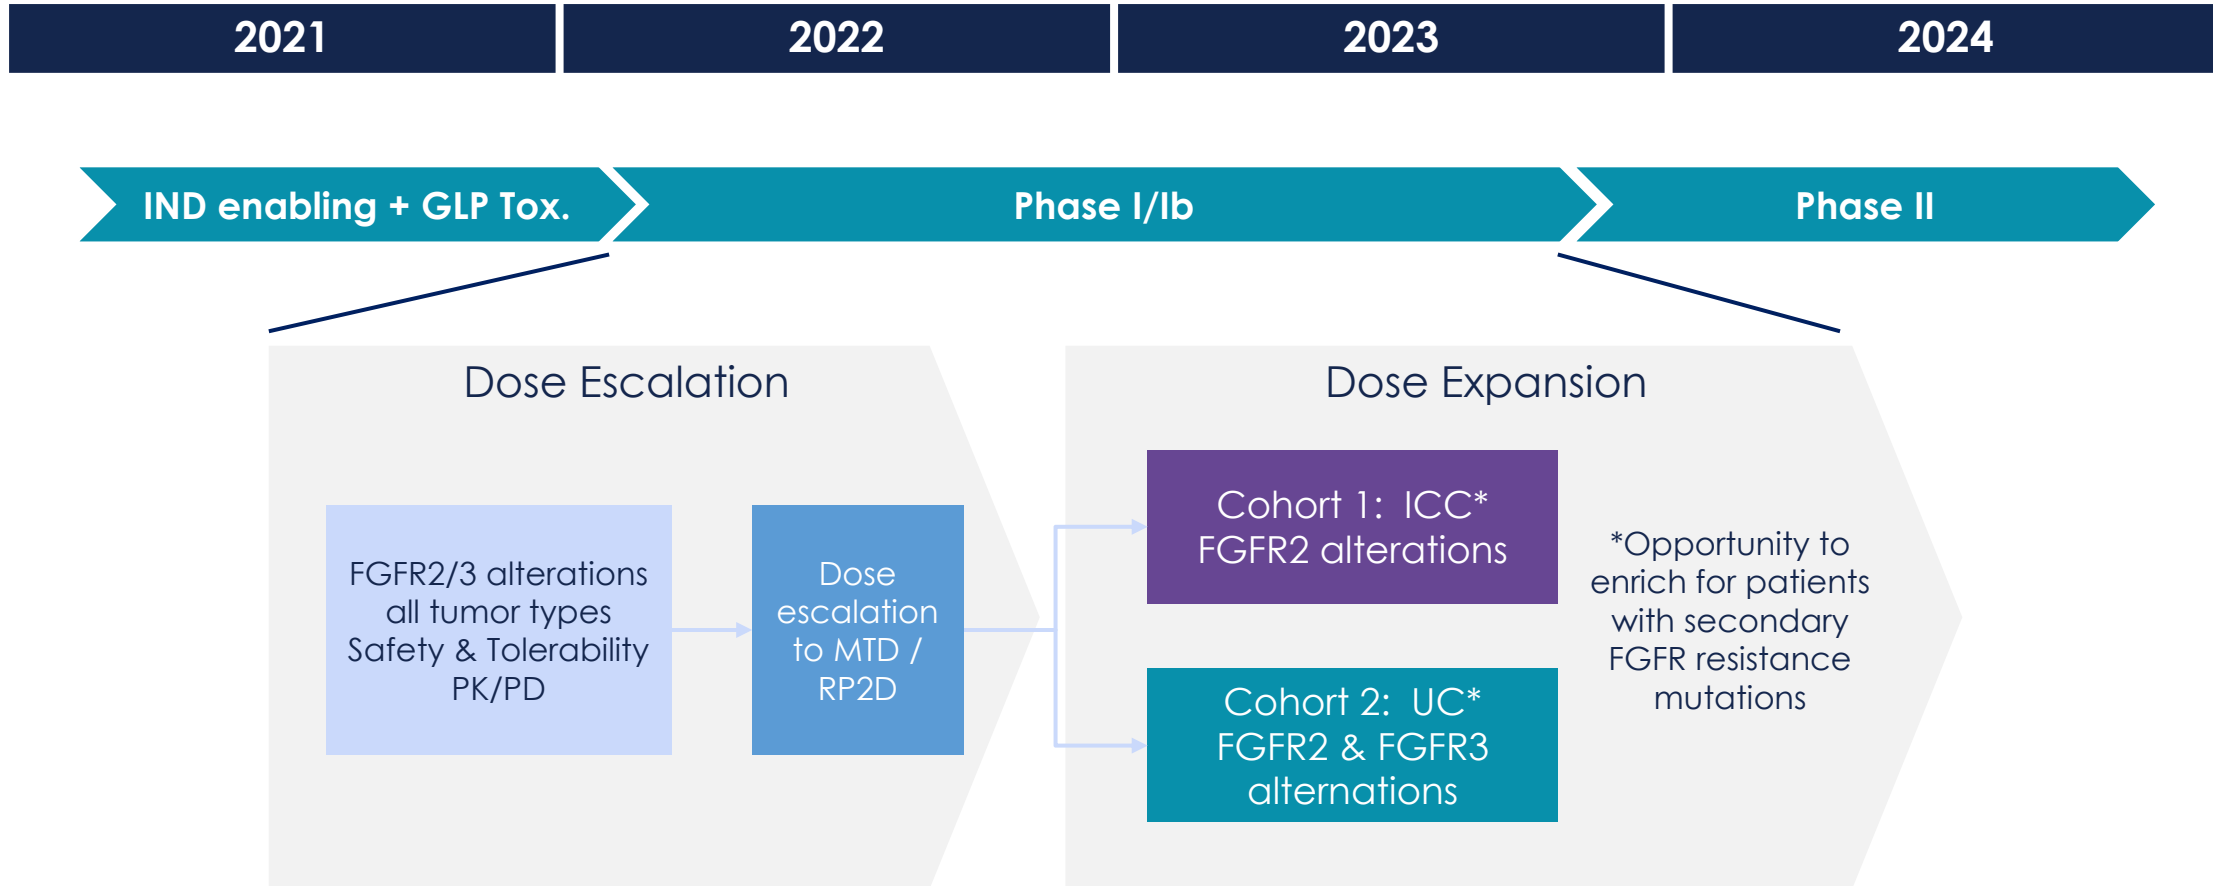 2021
2022
2023
2024
IND enabling + GLP Tox.
Phase I/Ib
Phase II
Dose Escalation
FGFR2/3 alterations
all tumor types
Safety & Tolerability
PK/PD
Dose
escalation
to MTD /
RP2D
Dose Expansion
Cohort 1:  ICC*
FGFR2 alterations
Cohort 2:  UC*
FGFR2 & FGFR3
alternations
*Opportunity to
enrich for patients
with secondary
FGFR resistance
mutations